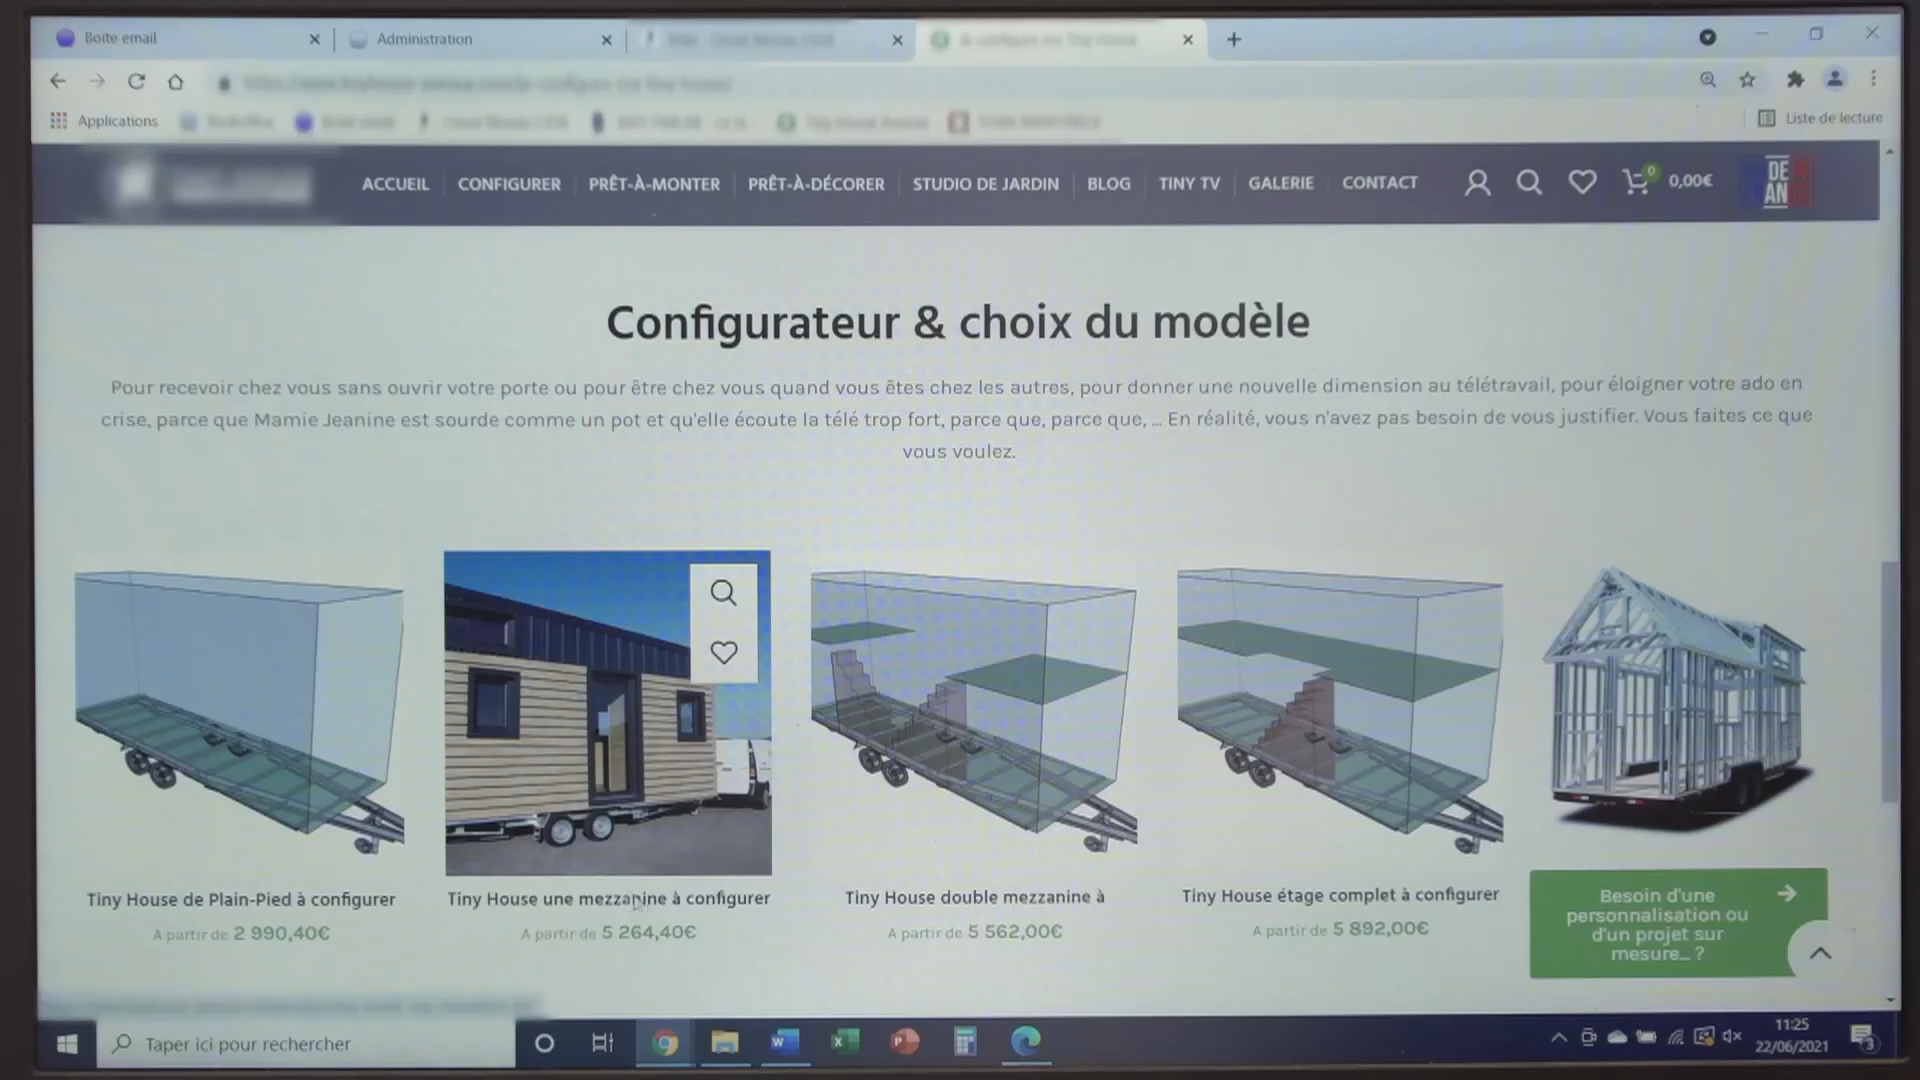 Boite email
Administration
Applications
Liste de lecture
ACCUEIL CONFIGURER PRÊT-À-MONTER PRÊT-À-DÉCORER STUDIO DE JARDIN BLOG TINY TV GALERIE CONTACT 0 0,00€
DE
AN
Configurateur & choix du modèle
Pour recevoir chez vous sans ouvrir votre porte ou pour être chez vous quand vous êtes chez les autres, pour donner une nouvelle dimension au télétravail, pour éloigner votre ado en
crise, parce que Mamie Jeanine est sourde comme un pot et qu'elle écoute la télé trop fort, parce que, parce que, ... En réalité, vous n'avez pas besoin de vous justifier. Vous faites ce que
vous voulez.
Tiny House de Plain-Pied à configurer
A partir de 2 990,40€
Tiny House une mezzanine à configurer
A partir de 5 264,40€
Tiny House double mezzanine à
A partir de 5 562,00€
Tiny House étage complet à configurer
A partir de 5 892,00€
Besoin d'une
personnalisation ou
d'un projet sur
mesure... ?
Taper ici pour rechercher
11:25
22/06/2021
3